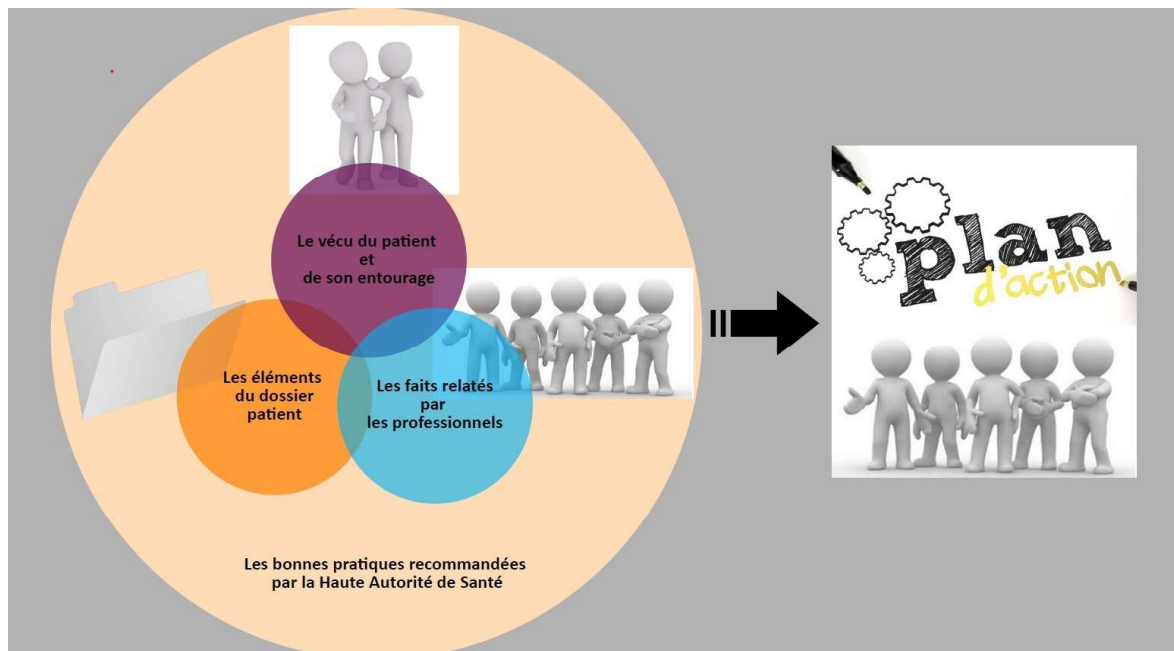 Le vécu du patient
et
de son entourage
Les éléments
du dossier
patient
Les faits relatés
par
les professionnels
Les bonnes pratiques recommandées
par la Haute Autorité de Santé
plan
d'action